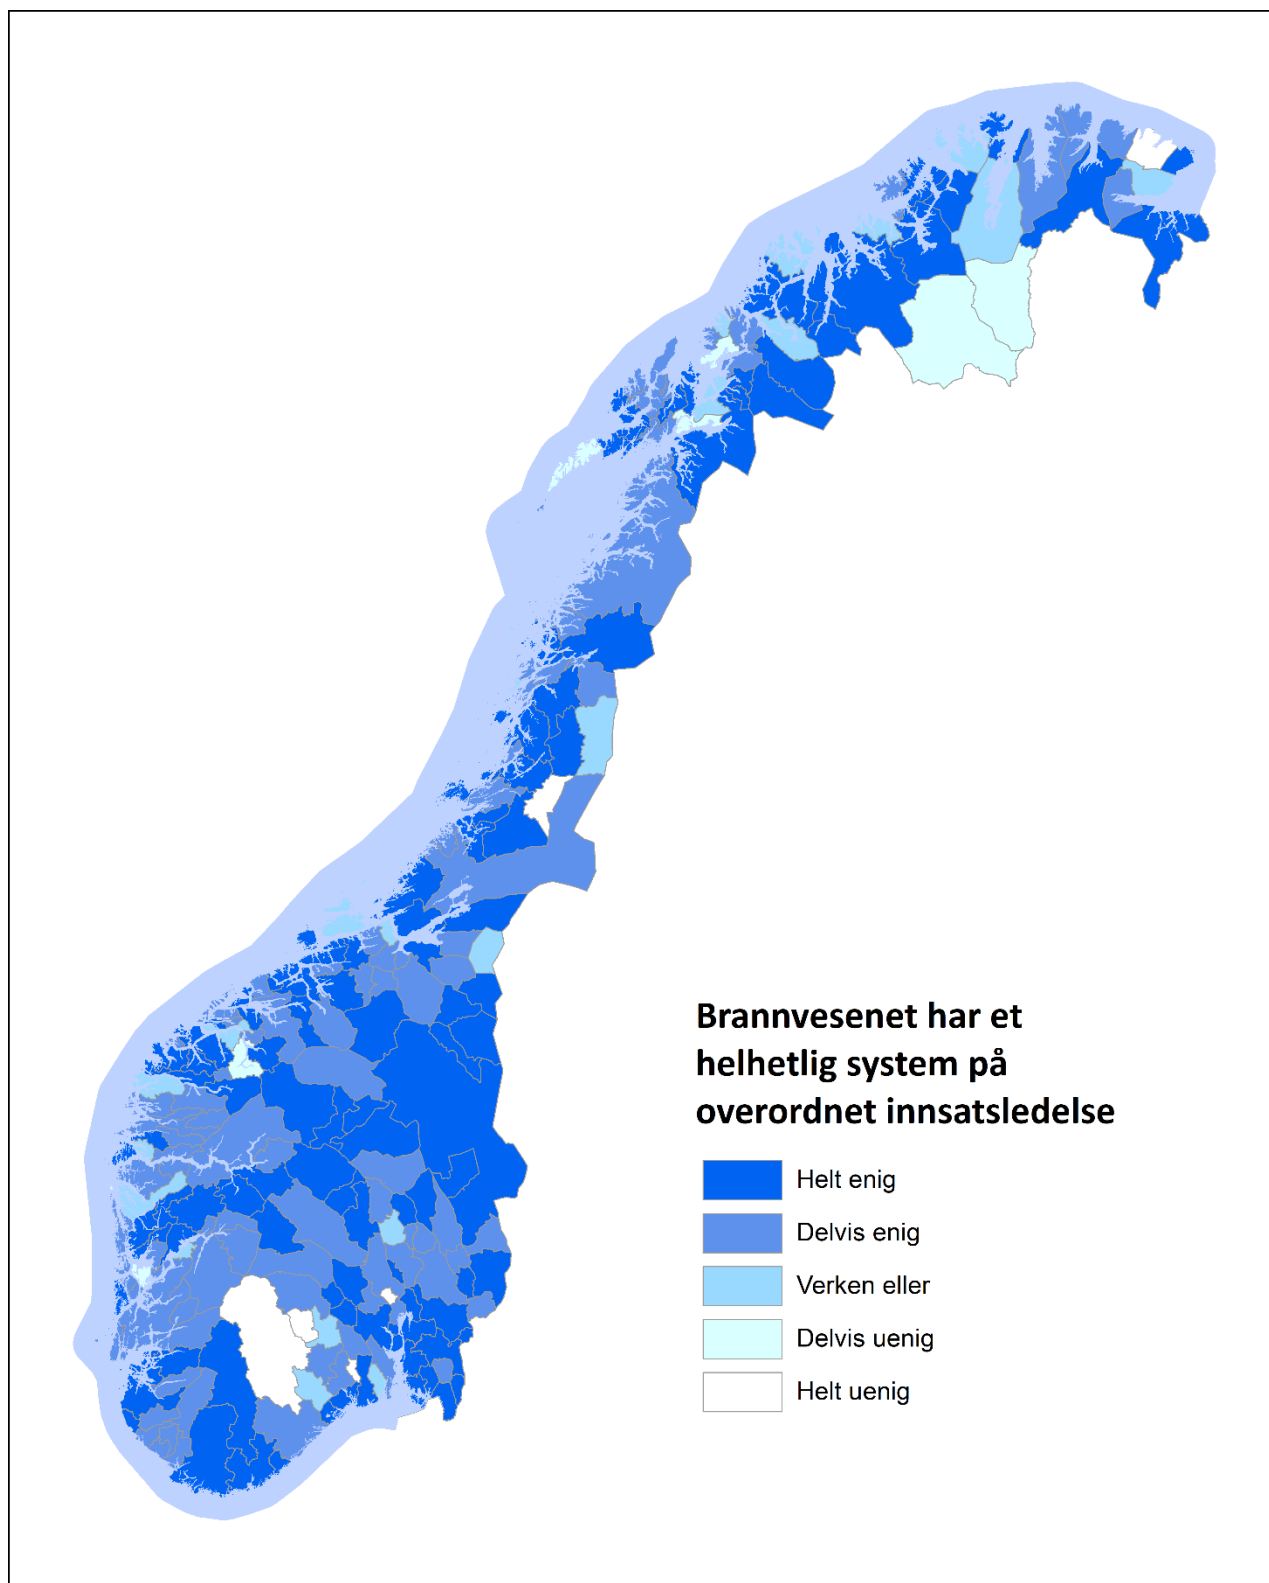 Brannvesenet har et
helhetlig system på
overordnet innsatsledelse
Helt enig
Delvis enig
Verken eller
Delvis uenig
Helt uenig